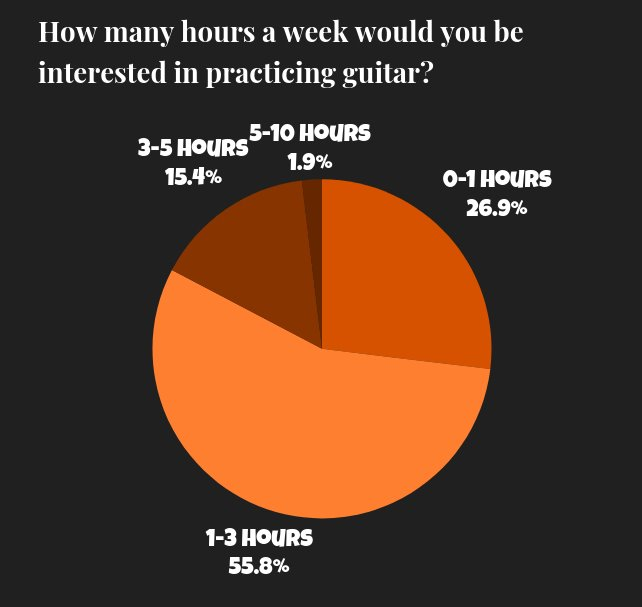 How many hours a week would you be
interested in practicing guitar?
5-10 HOURS
1.9%
3-5 HOURS
15.4%
0-1 HOURS
26.9%
1-3 HOURS
55.8%